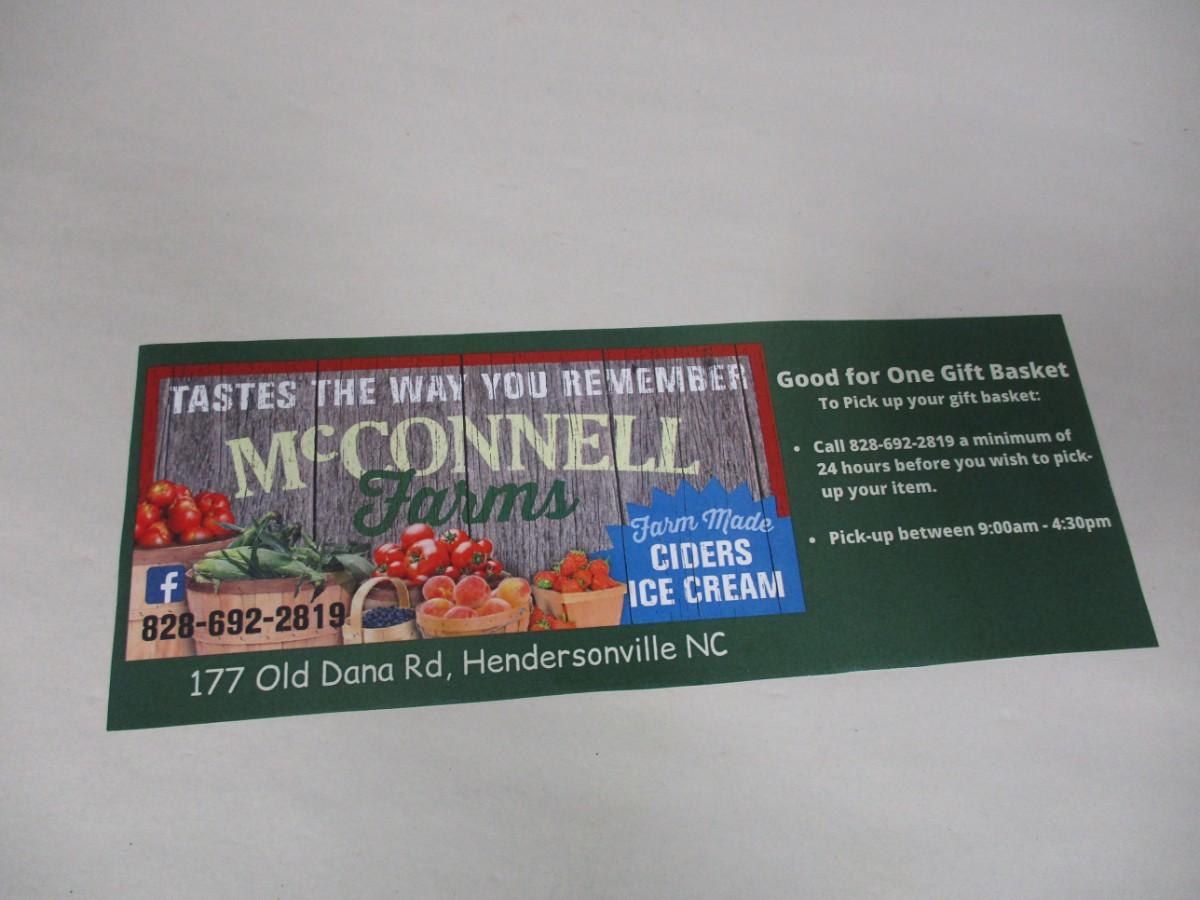 TASTES THE WAY YOU REMEMBER
McCONNELL
Farms
Farm Made
CIDERS
ICE CREAM
f
828-692-2819
177 Old Dana Rd, Hendersonville NC
Good for One Gift Basket
To Pick up your gift basket:
• Call 828-692-2819 a minimum of
24 hours before you wish to pick-
up your item.
• Pick-up between 9:00am - 4:30pm